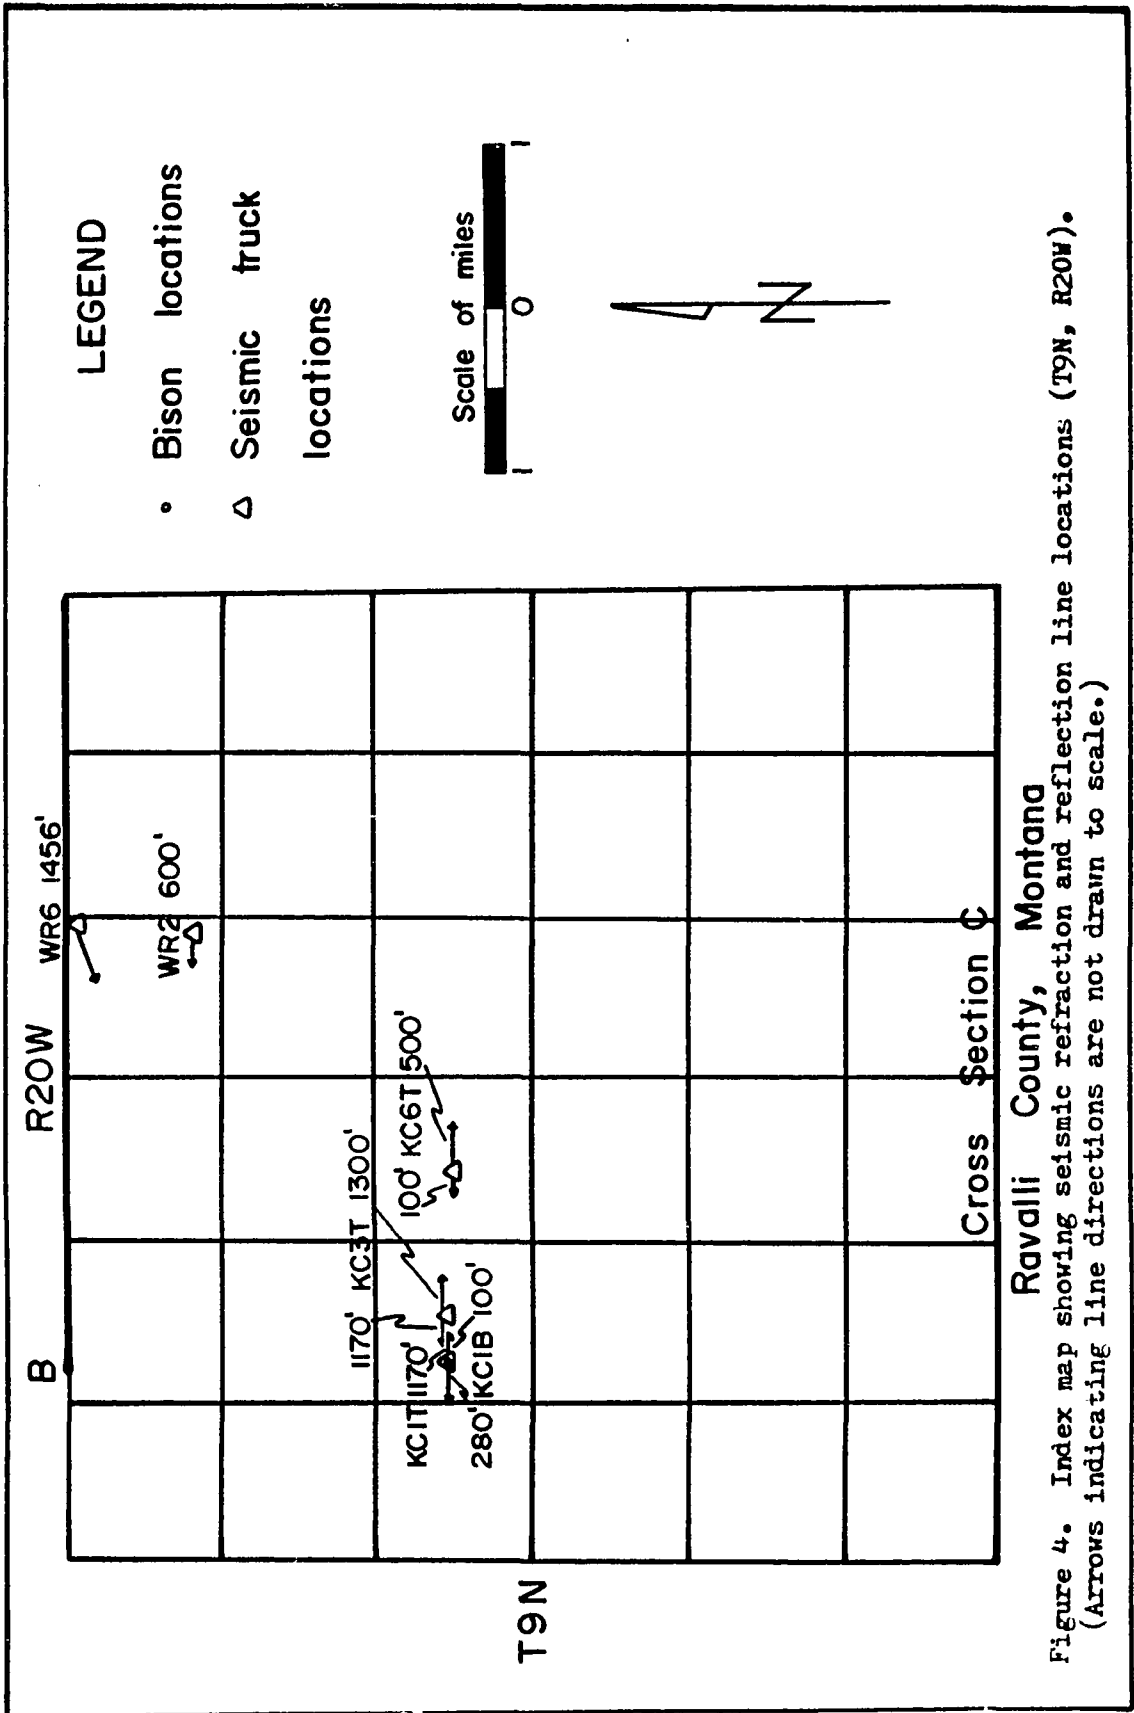 B
R20W
WR6 1456'
WR2 600'
1170' KC3T 1300'
100' KC6T 500'
KC1T 1170'
280' KC1B 100'
T9N
Cross Section C
Ravalli County, Montana
LEGEND
Bison locations
Seismic truck
locations
Scale of miles
1 0 1
N
Figure 4. Index map showing seismic refraction and reflection line locations (T9N, R20W).
(Arrows indicating line directions are not drawn to scale.)